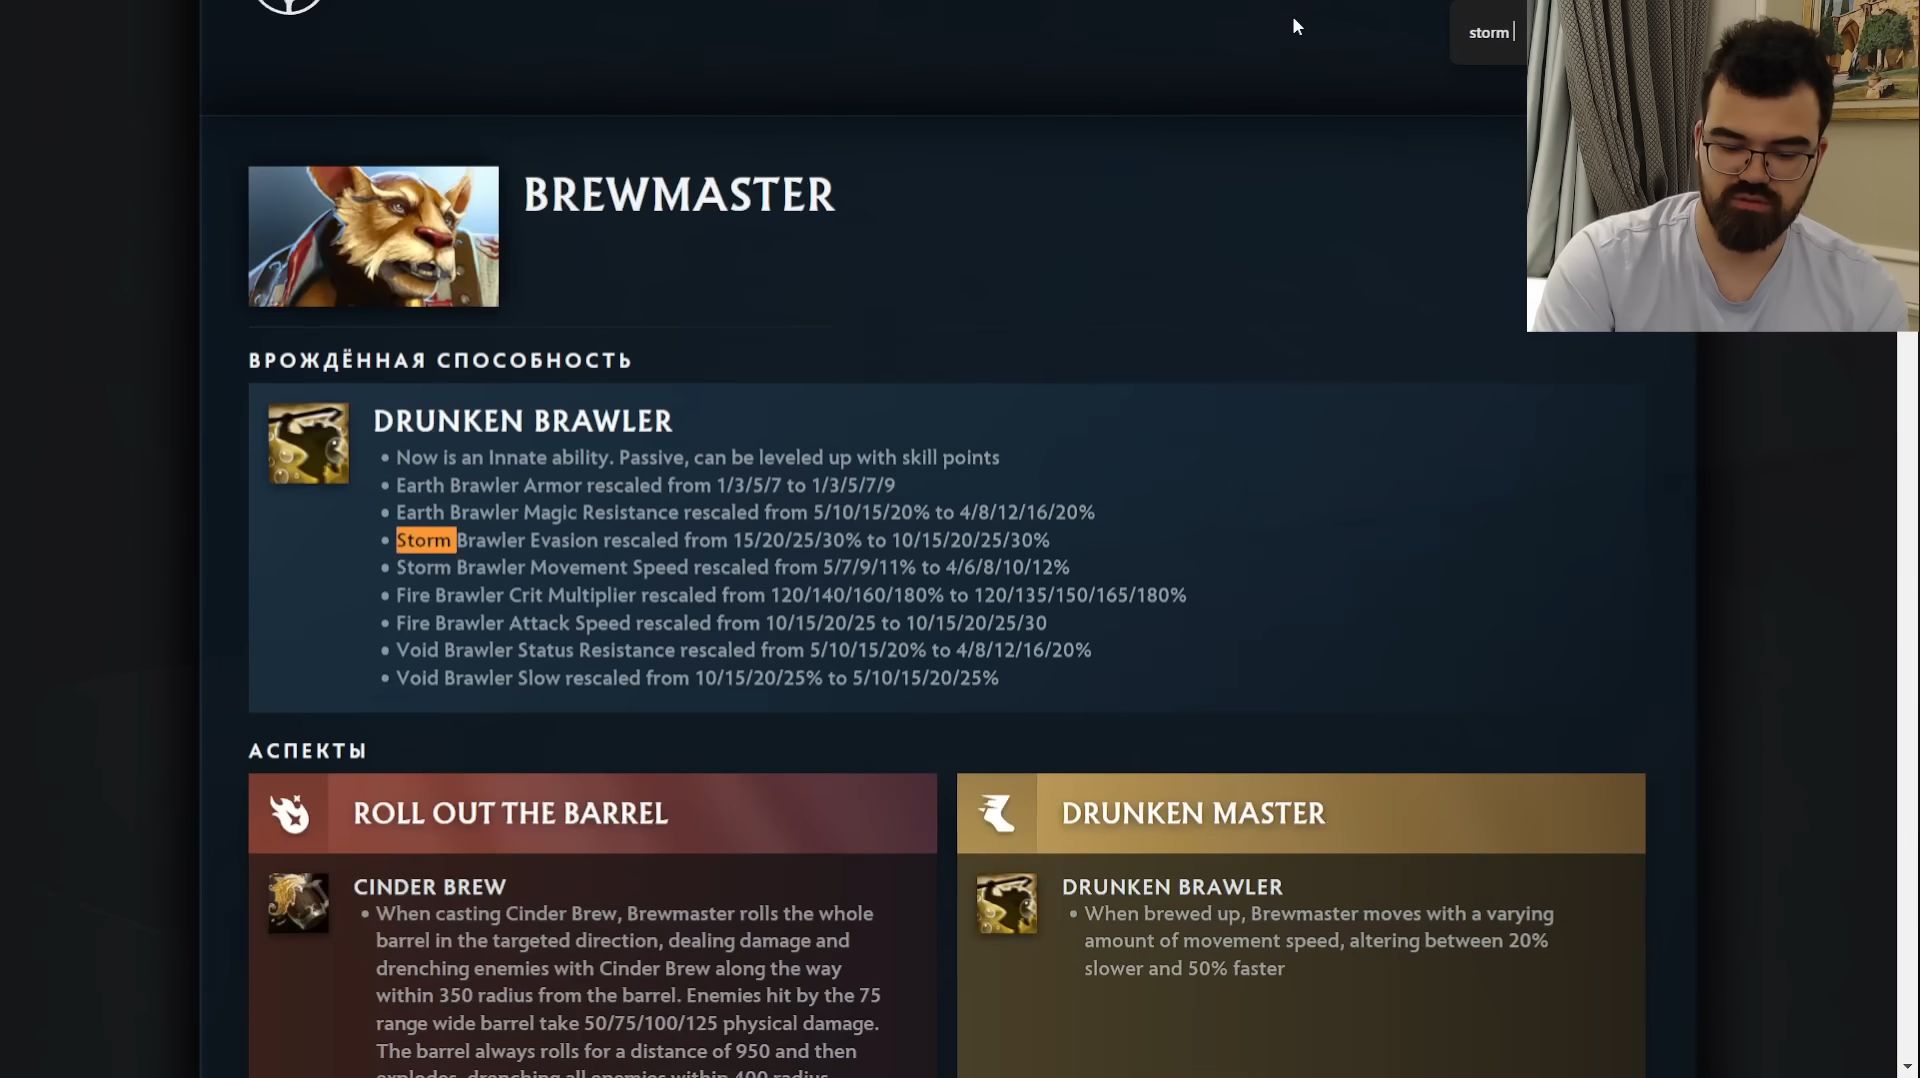 storm
BREWMASTER
ВРОЖДЁННАЯ СПОСОБНОСТЬ
DRUNKEN BRAWLER
• Now is an Innate ability. Passive, can be leveled up with skill points
• Earth Brawler Armor rescaled from 1/3/5/7 to 1/3/5/7/9
• Earth Brawler Magic Resistance rescaled from 5/10/15/20% to 4/8/12/16/20%
• Storm Brawler Evasion rescaled from 15/20/25/30% to 10/15/20/25/30%
• Storm Brawler Movement Speed rescaled from 5/7/9/11% to 4/6/8/10/12%
• Fire Brawler Crit Multiplier rescaled from 120/140/160/180% to 120/135/150/165/180%
• Fire Brawler Attack Speed rescaled from 10/15/20/25 to 10/15/20/25/30
• Void Brawler Status Resistance rescaled from 5/10/15/20% to 4/8/12/16/20%
• Void Brawler Slow rescaled from 10/15/20/25% to 5/10/15/20/25%
АСПЕКТЫ
ROLL OUT THE BARREL
CINDER BREW
• When casting Cinder Brew, Brewmaster rolls the whole
barrel in the targeted direction, dealing damage and
drenching enemies with Cinder Brew along the way
within 350 radius from the barrel. Enemies hit by the 75
range wide barrel take 50/75/100/125 physical damage.
The barrel always rolls for a distance of 950 and then
explodes, drenching all enemies within 400 radius
DRUNKEN MASTER
DRUNKEN BRAWLER
• When brewed up, Brewmaster moves with a varying
amount of movement speed, altering between 20%
slower and 50% faster